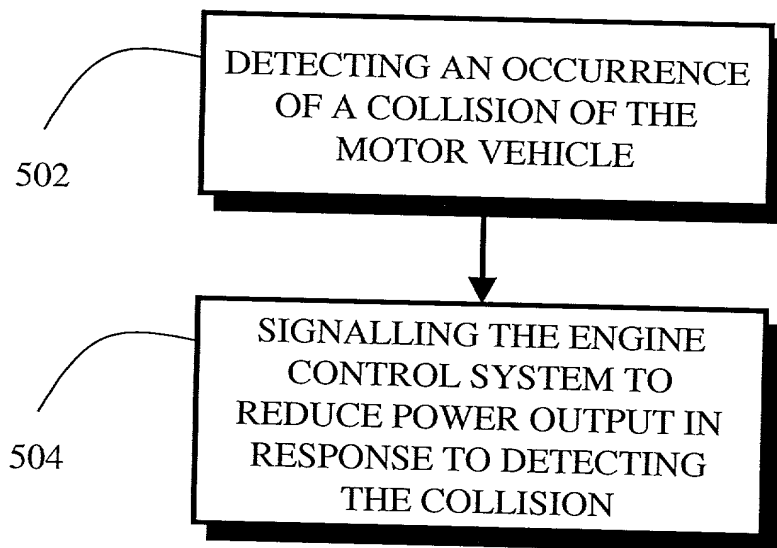 DETECTING AN OCCURRENCE
OF A COLLISION OF THE
MOTOR VEHICLE
502
SIGNALLING THE ENGINE
CONTROL SYSTEM TO
REDUCE POWER OUTPUT IN
RESPONSE TO DETECTING
THE COLLISION
504